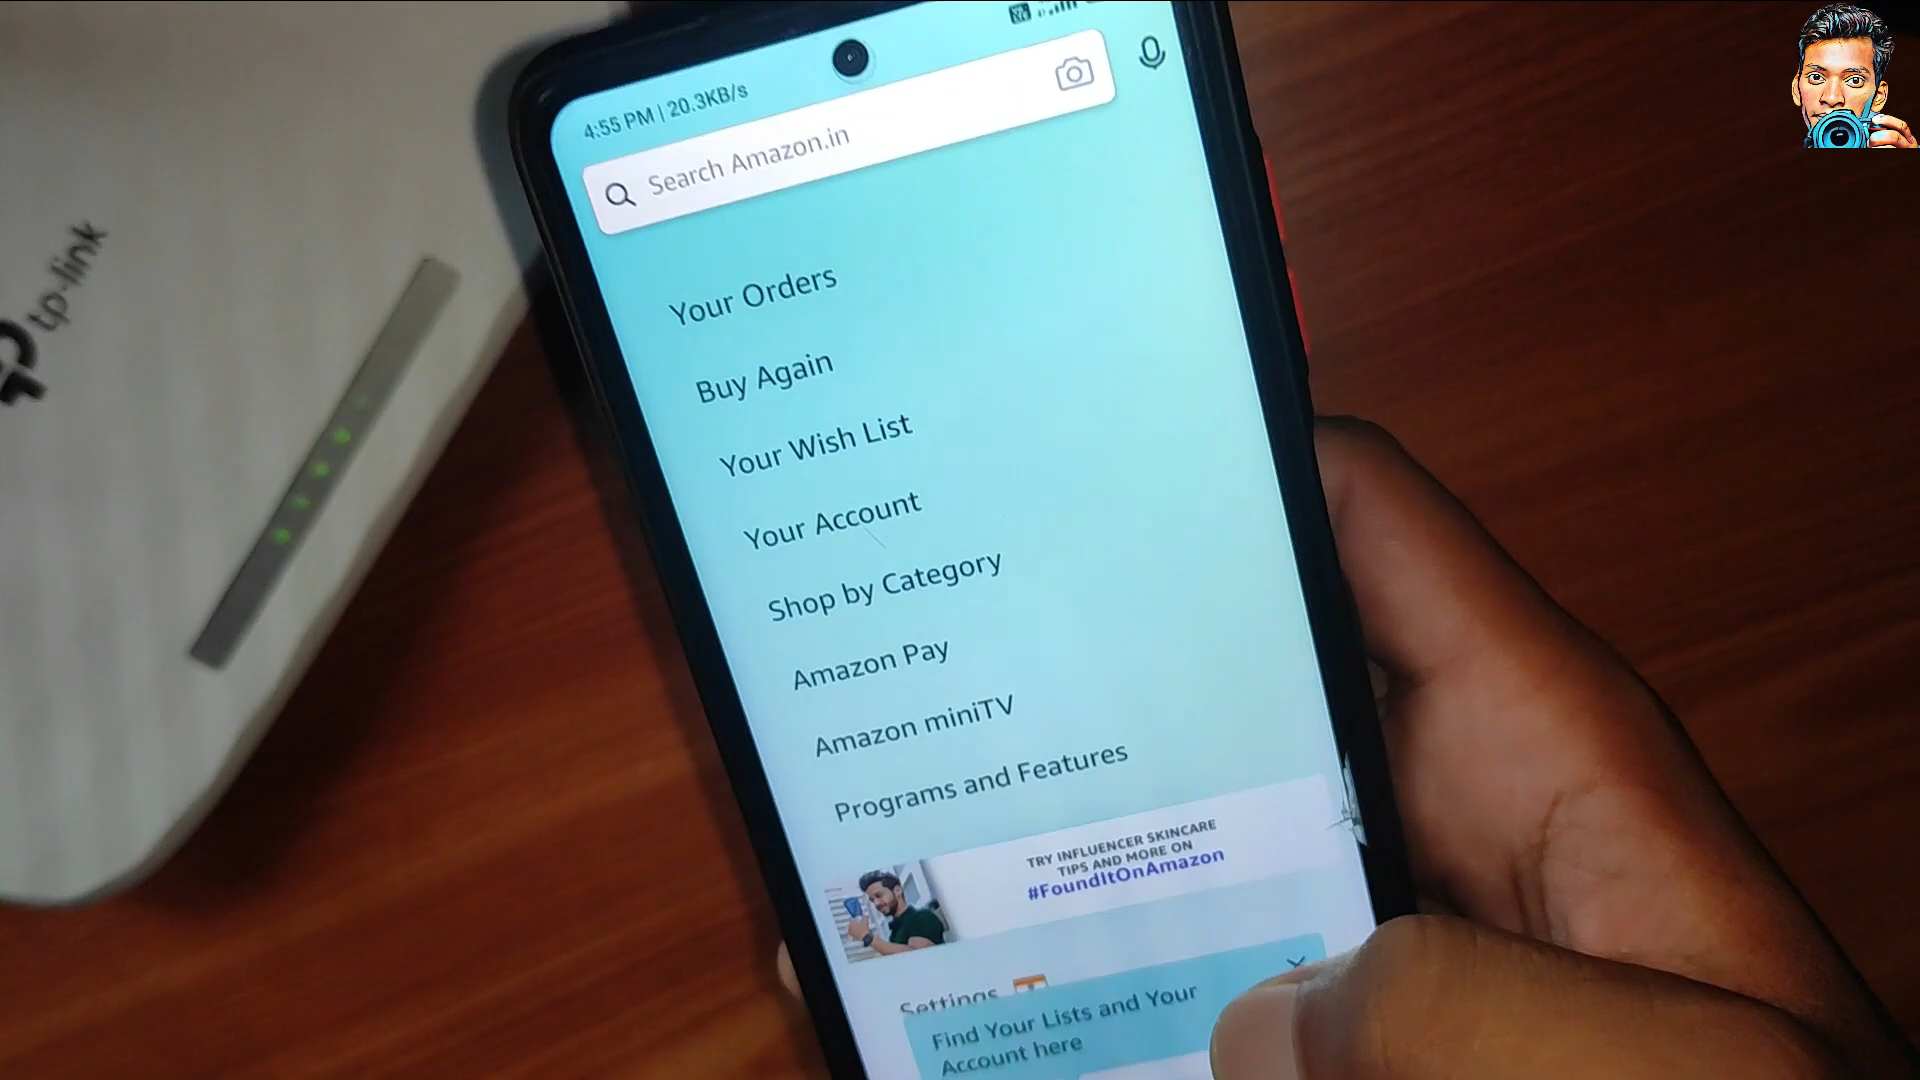 4:55 PM | 20.3KB/s
Search Amazon.in
tp-link
Your Orders
Buy Again
Your Wish List
Your Account
Shop by Category
Amazon Pay
Amazon miniTV
Programs and Features
TRY INFLUENCER SKINCARE
TIPS AND MORE ON
#FoundItOnAmazon
Settings
Find Your Lists and Your
Account here